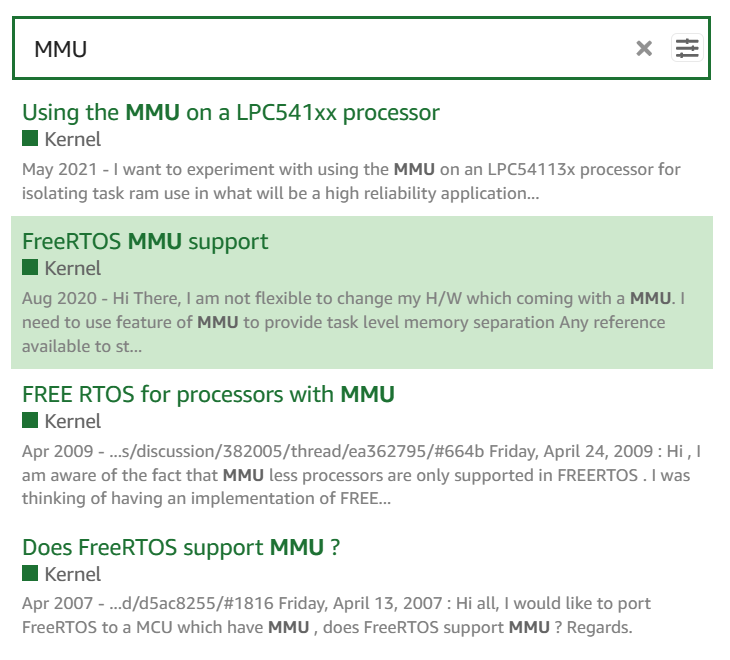 MMU
Using the MMU on a LPC541xx processor
Kernel
May 2021 - I want to experiment with using the MMU on an LPC54113x processor for
isolating task ram use in what will be a high reliability application...
FreeRTOS MMU support
Kernel
Aug 2020 - Hi There, I am not flexible to change my H/W which coming with a MMU. I
need to use feature of MMU to provide task level memory separation Any reference
available to st...
FREE RTOS for processors with MMU
Kernel
Apr 2009 - ...s/discussion/382005/thread/ea362795/#664b Friday, April 24, 2009 : Hi , I
am aware of the fact that MMU less processors are only supported in FREERTOS . I was
thinking of having an implementation of FREE...
Does FreeRTOS support MMU ?
Kernel
Apr 2007 - ...d/d5ac8255/#1816 Friday, April 13, 2007 : Hi all, I would like to port
FreeRTOS to a MCU which have MMU , does FreeRTOS support MMU ? Regards.